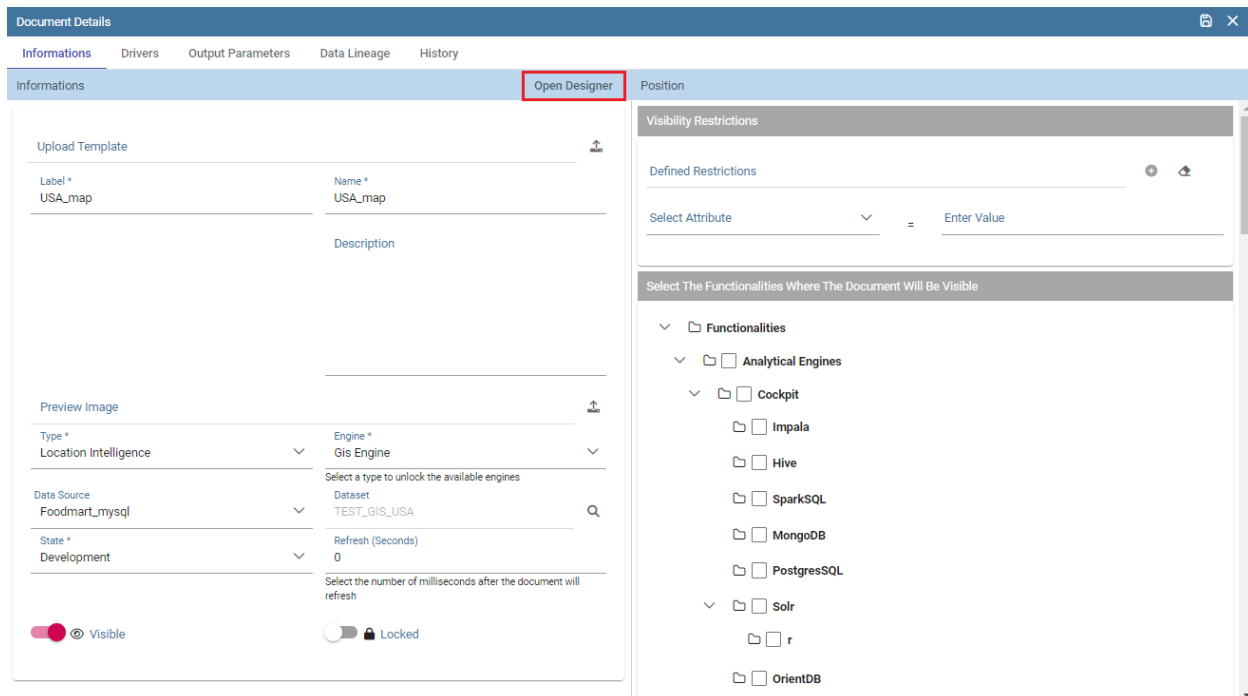 Document Details
Informations Drivers Output Parameters Data Lineage History
Informations Open Designer
Upload Template
Label * Name *
USA_map USA_map
Description
Preview Image
Type * Engine *
Location Intelligence Gis Engine
Select a type to unlock the available engines
Data Source Dataset
Foodmart_mysql TEST_GIS_USA
State * Refresh (Seconds)
Development 0
Select the number of milliseconds after the document will
refresh
Visible Locked
Position
Visibility Restrictions
Defined Restrictions
Select Attribute = Enter Value
Select The Functionalities Where The Document Will Be Visible
Functionalities
Analytical Engines
Cockpit
Impala
Hive
SparkSQL
MongoDB
PostgresSQL
Solr
r
OrientDB